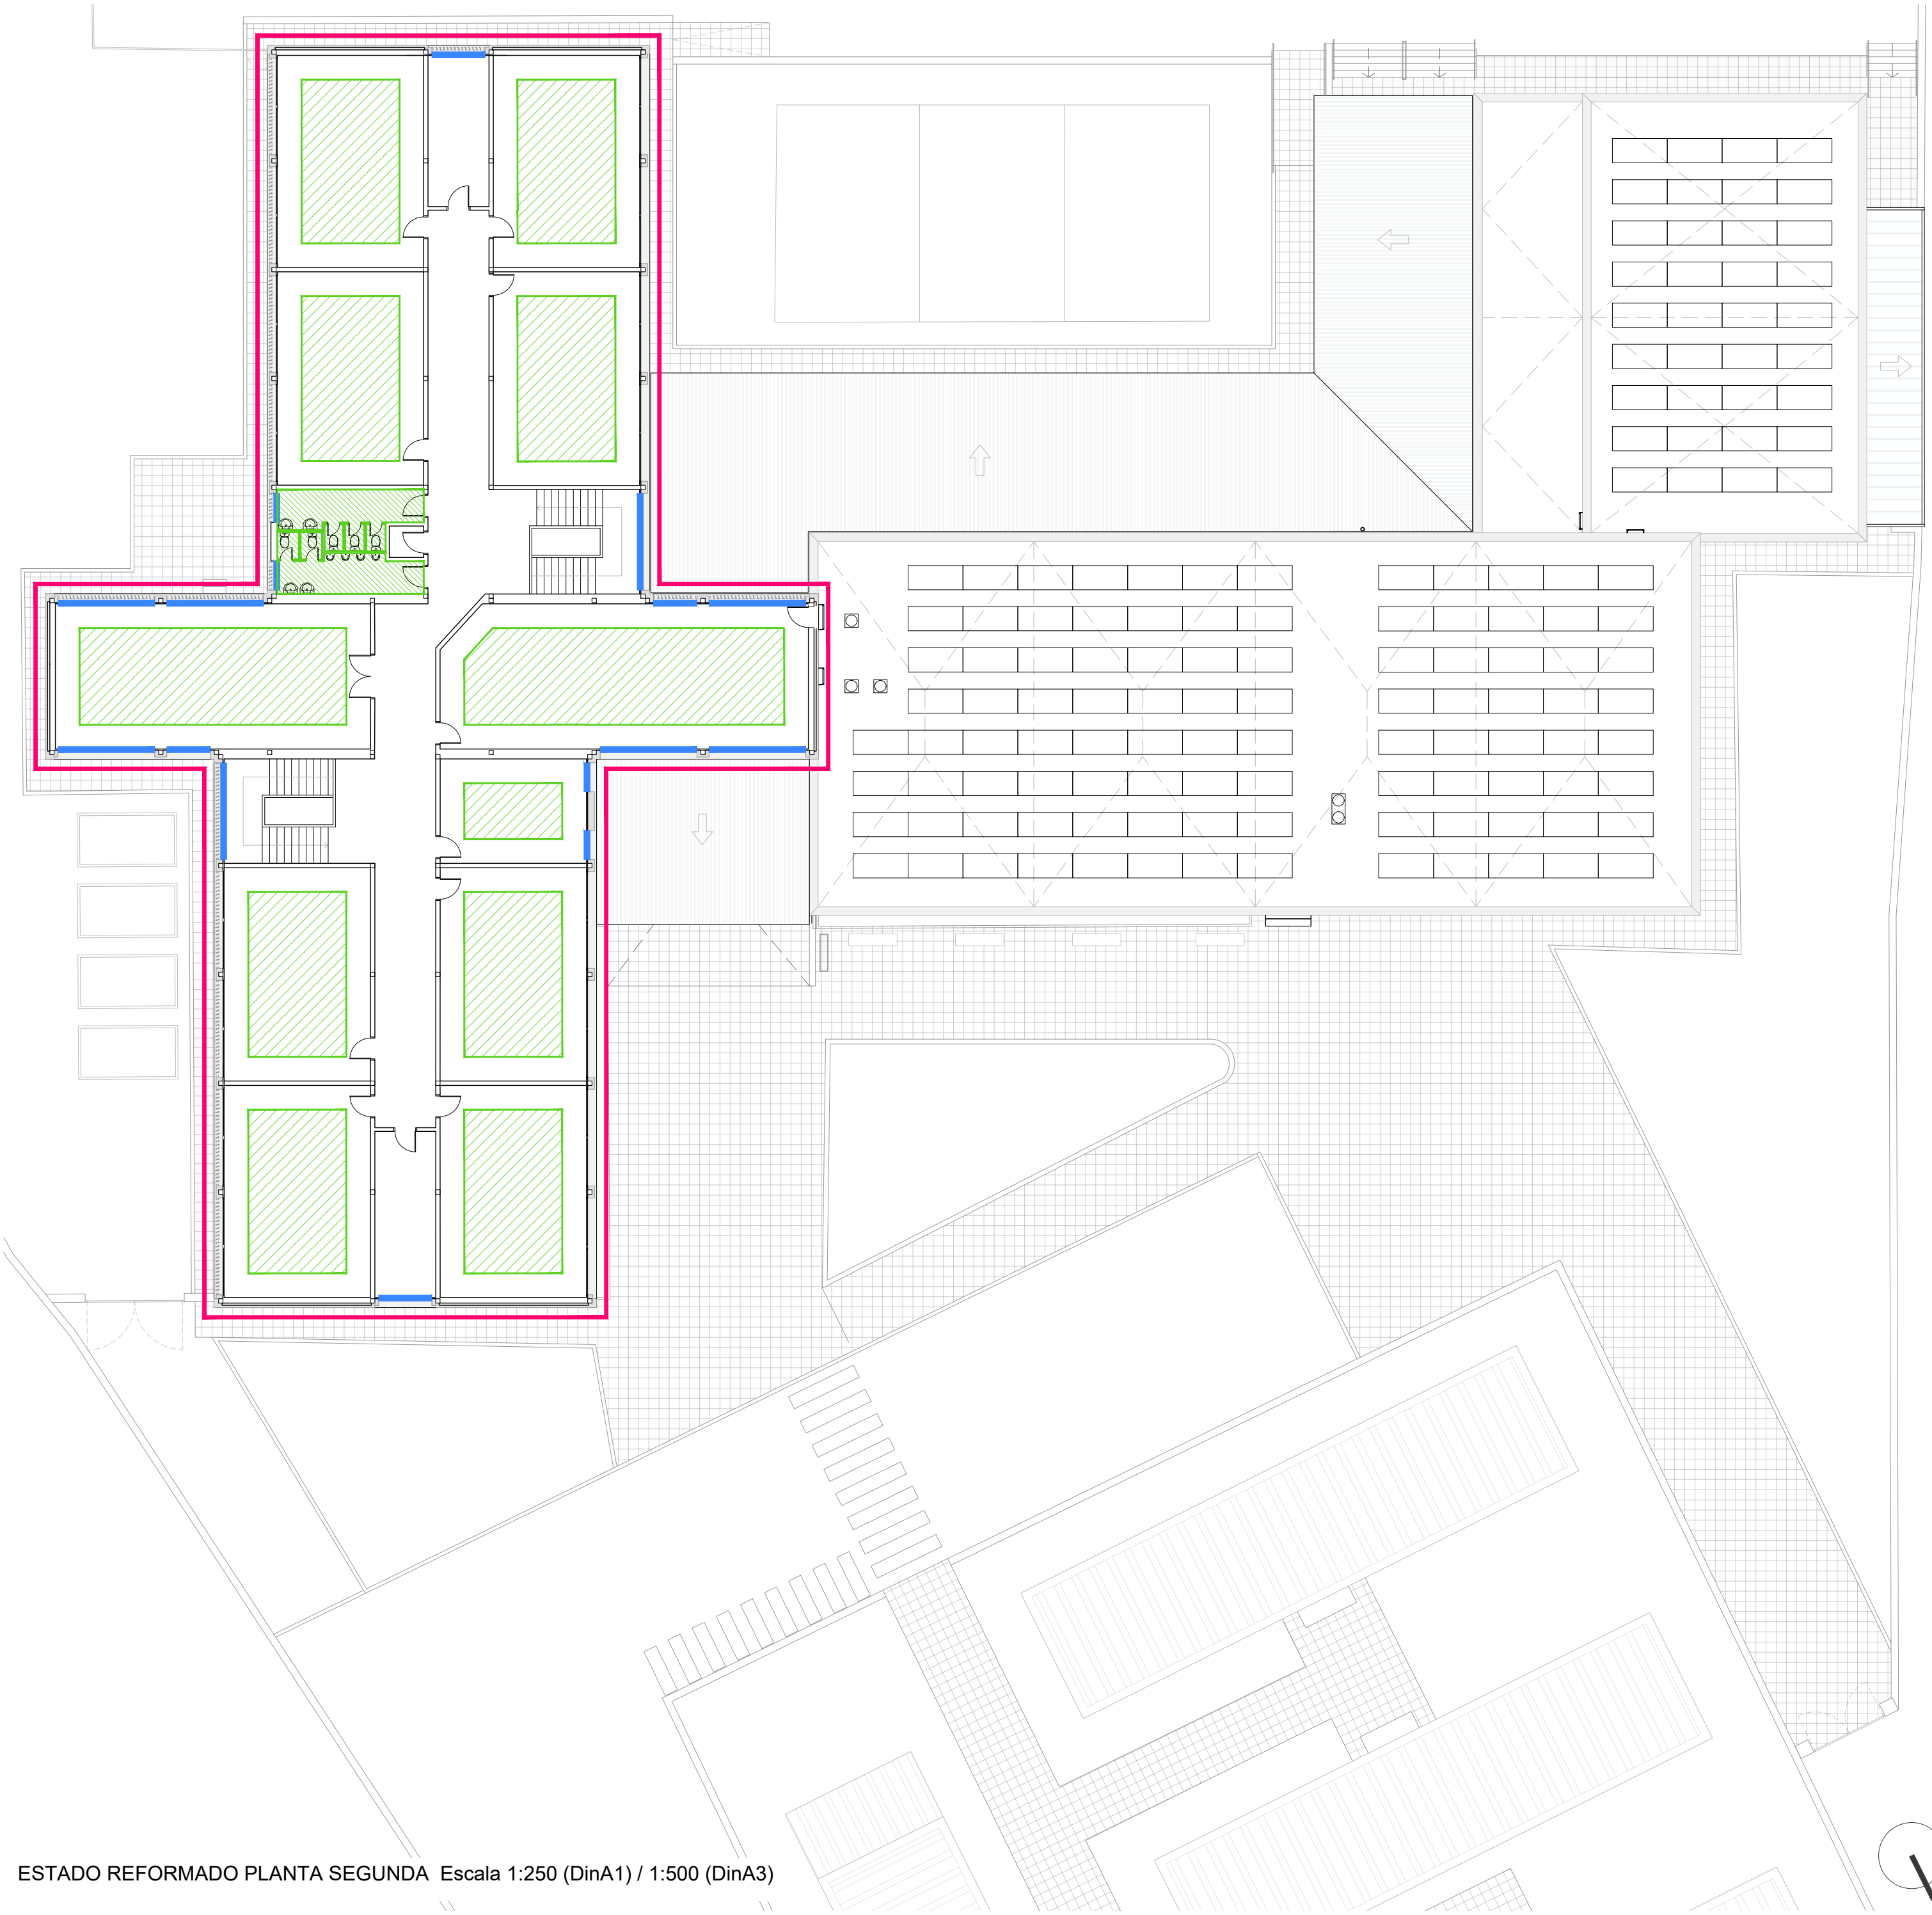 ESTADO REFORMADO PLANTA SEGUNDA Escala 1:250 (DinA1) / 1:500 (DinA3)